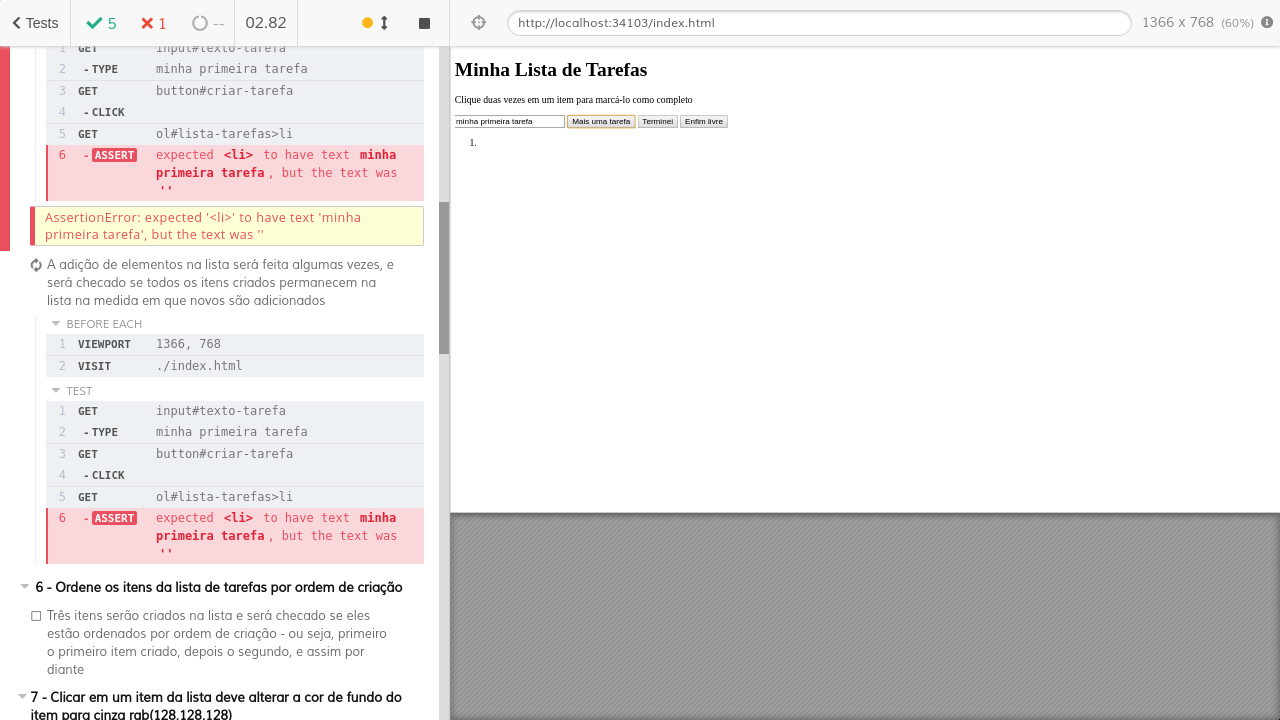 Tests 5 1 -- 02.82
1 GET input#texto-tarefa
2 - TYPE minha primeira tarefa
3 GET button#criar-tarefa
4 - CLICK
5 GET ol#lista-tarefas>li
6 - ASSERT expected <li> to have text minha
primeira tarefa, but the text was
''
AssertionError: expected '<li>' to have text 'minha
primeira tarefa', but the text was ''
A adição de elementos na lista será feita algumas vezes, e
será checado se todos os itens criados permanecem na
lista na medida em que novos são adicionados
BEFORE EACH
1 VIEWPORT 1366, 768
2 VISIT ./index.html
TEST
1 GET input#texto-tarefa
2 - TYPE minha primeira tarefa
3 GET button#criar-tarefa
4 - CLICK
5 GET ol#lista-tarefas>li
6 - ASSERT expected <li> to have text minha
primeira tarefa, but the text was
''
6 - Ordene os itens da lista de tarefas por ordem de criação
Três itens serão criados na lista e será checado se eles
estão ordenados por ordem de criação - ou seja, primeiro
o primeiro item criado, depois o segundo, e assim por
diante
7 - Clicar em um item da lista deve alterar a cor de fundo do
item para cinza rgb(128,128,128)
http://localhost:34103/index.html 1366 x 768 (60%)
Minha Lista de Tarefas
Clique duas vezes em um item para marcá-lo como completo
minha primeira tarefa Mais uma tarefa Terminei Enfim livre
1.